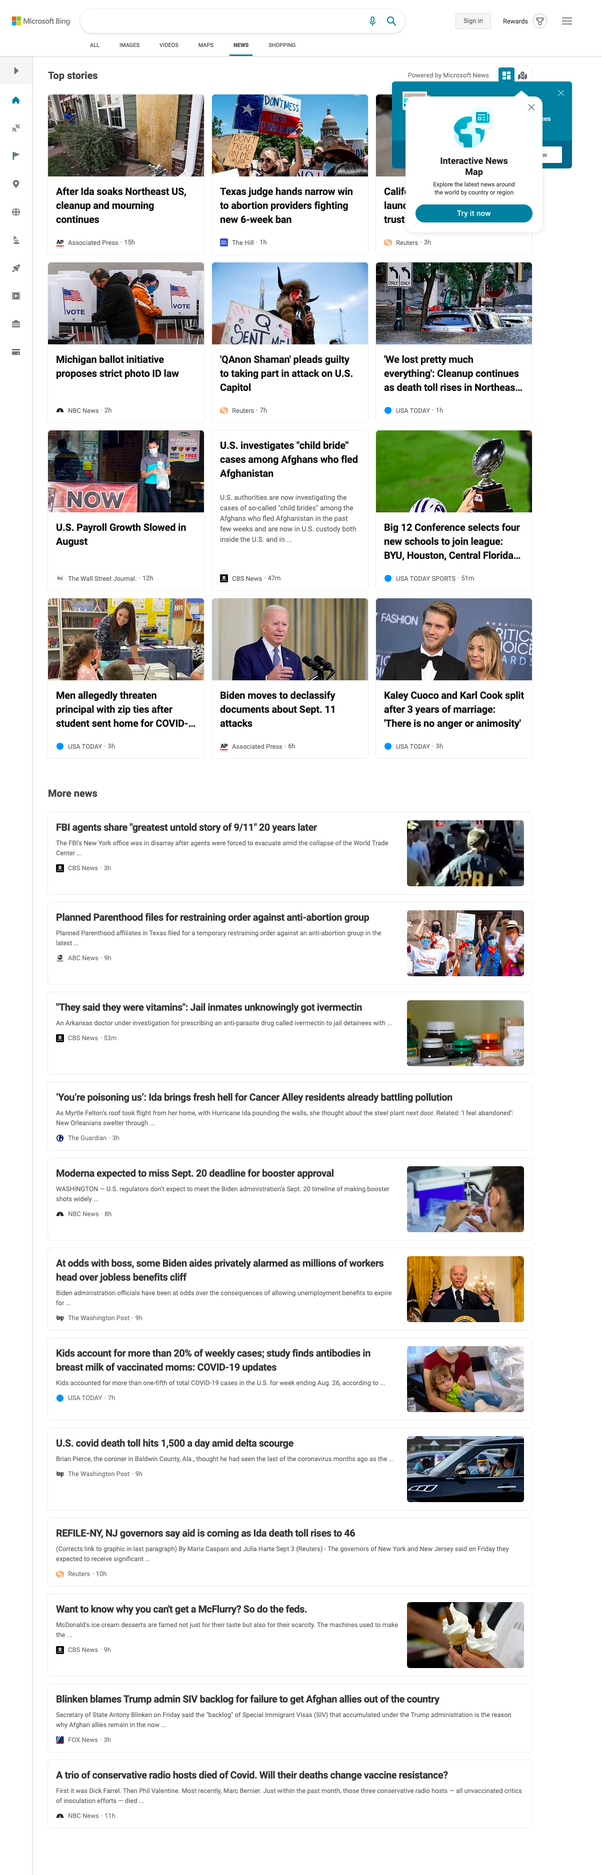 Microsoft Bing
Sign in
Rewards
ALL
IMAGES
VIDEOS
MAPS
NEWS
SHOPPING
Top stories
Powered by Microsoft News
Interactive News
Map
Explore the latest news around
the world by country or region
Try it now
After Ida soaks Northeast US,
cleanup and mourning
continues
Associated Press · 15h
DON'T MESS
Texas judge hands narrow win
to abortion providers fighting
new 6-week ban
The Hill · 1h
Calif
launc
trust
Reuters · 3h
VOTE
VOTE
Michigan ballot initiative
proposes strict photo ID law
NBC News · 2h
Q
SENT ME!
'QAnon Shaman' pleads guilty
to taking part in attack on U.S.
Capitol
Reuters · 7h
ONLY ONLY
'We lost pretty much
everything': Cleanup continues
as death toll rises in Northeas...
USA TODAY · 1h
NOW
U.S. Payroll Growth Slowed in
August
The Wall Street Journal. · 12h
U.S. investigates "child bride"
cases among Afghans who fled
Afghanistan
U.S. authorities are now investigating the
cases of so-called "child brides" among the
Afghans who fled Afghanistan in the past
few weeks and are now in U.S. custody both
inside the U.S. and in ...
CBS News · 47m
Big 12 Conference selects four
new schools to join league:
BYU, Houston, Central Florida...
USA TODAY SPORTS · 51m
Men allegedly threaten
principal with zip ties after
student sent home for COVID-...
USA TODAY · 3h
Biden moves to declassify
documents about Sept. 11
attacks
Associated Press · 6h
FASHION
Kaley Cuoco and Karl Cook split
after 3 years of marriage:
'There is no anger or animosity'
USA TODAY · 3h
More news
FBI agents share "greatest untold story of 9/11" 20 years later
The FBI's New York office was in disarray after agents were forced to evacuate amid the collapse of the World Trade
Center ...
CBS News · 3h
FBI
Planned Parenthood files for restraining order against anti-abortion group
Planned Parenthood affiliates in Texas filed for a temporary restraining order against an anti-abortion group in the
latest ...
ABC News · 9h
"They said they were vitamins": Jail inmates unknowingly got ivermectin
An Arkansas doctor under investigation for prescribing an anti-parasite drug called ivermectin to jail detainees with ...
CBS News · 53m
'You're poisoning us': Ida brings fresh hell for Cancer Alley residents already battling pollution
As Myrtle Felton's roof took flight from her home, with Hurricane Ida pounding the walls, she thought about the steel plant next door. Related: 'I feel abandoned':
New Orleanians swelter through ...
The Guardian · 3h
Moderna expected to miss Sept. 20 deadline for booster approval
WASHINGTON — U.S. regulators don't expect to meet the Biden administration's Sept. 20 timeline of making booster
shots widely ...
NBC News · 8h
At odds with boss, some Biden aides privately alarmed as millions of workers
head over jobless benefits cliff
Biden administration officials have been at odds over the consequences of allowing unemployment benefits to expire
for ...
The Washington Post · 9h
Kids account for more than 20% of weekly cases; study finds antibodies in
breast milk of vaccinated moms: COVID-19 updates
Kids accounted for more than one-fifth of total COVID-19 cases in the U.S. for week ending Aug. 26, according to ...
USA TODAY · 7h
U.S. covid death toll hits 1,500 a day amid delta scourge
Brian Pierce, the coroner in Baldwin County, Ala., thought he had seen the last of the coronavirus months ago as the ...
The Washington Post · 9h
REFILE-NY, NJ governors say aid is coming as Ida death toll rises to 46
(Corrects link to graphic in last paragraph) By Maria Caspani and Julia Harte Sept 3 (Reuters) - The governors of New York and New Jersey said on Friday they
expected to receive significant ...
Reuters · 10h
Want to know why you can't get a McFlurry? So do the feds.
McDonald's ice cream desserts are famed not just for their taste but also for their scarcity. The machines used to make
the ...
CBS News · 9h
Blinken blames Trump admin SIV backlog for failure to get Afghan allies out of the country
Secretary of State Antony Blinken on Friday said the "backlog" of Special Immigrant Visas (SIV) that accumulated under the Trump administration is the reason
why Afghan allies remain in the now ...
FOX News · 3h
A trio of conservative radio hosts died of Covid. Will their deaths change vaccine resistance?
First it was Dick Farrel. Then Phil Valentine. Most recently, Marc Bernier. Just within the past month, those three conservative radio hosts — all unvaccinated critics
of inoculation efforts — died ...
NBC News · 11h